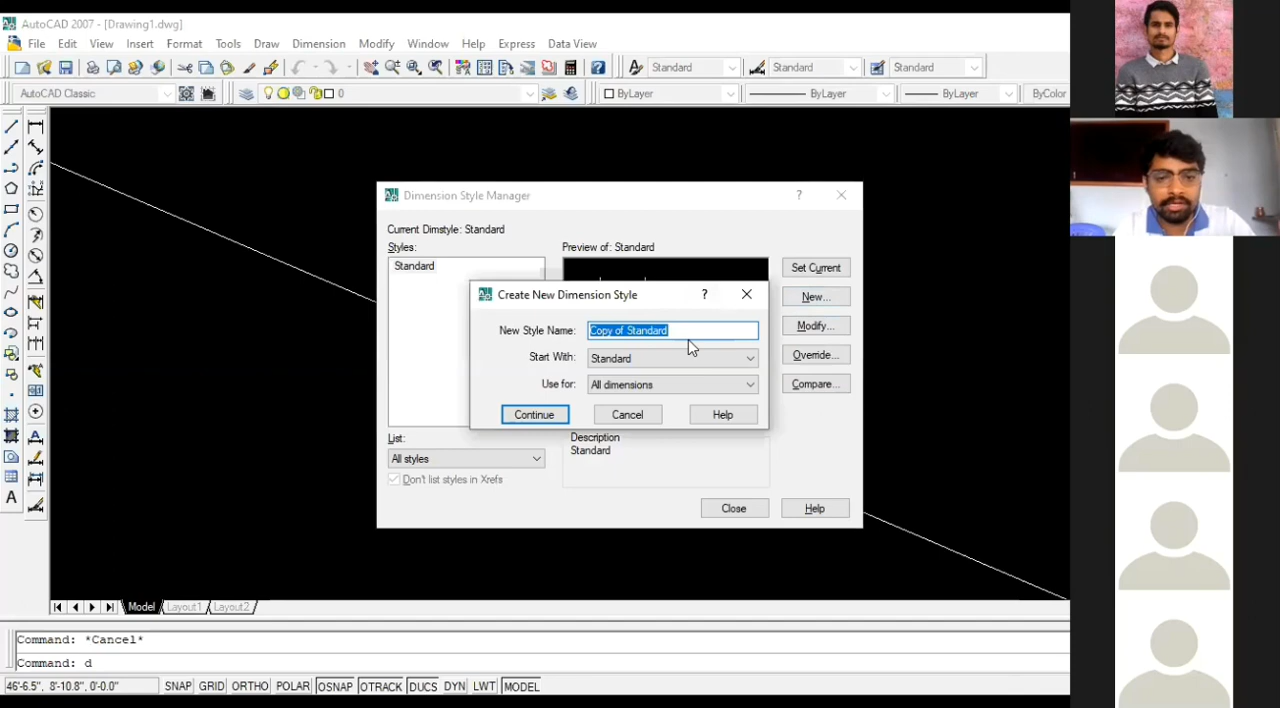 AutoCAD 2007 - [Drawing1.dwg]
File Edit View Insert Format Tools Draw Dimension Modify Window Help Express Data View
Standard Standard Standard
AutoCAD Classic 0 ByLayer ByLayer ByLayer ByColor
Dimension Style Manager ?
Current Dimstyle: Standard
Styles: Preview of: Standard
Standard Set Current
Create New Dimension Style ? New...
New Style Name: Copy of Standard Modify...
Start With: Standard Override...
Use for: All dimensions Compare...
Continue Cancel Help
List: Description
All styles Standard
Don't list styles in Xrefs
Close Help
A
Model Layout1 Layout2
Command: *Cancel*
Command: d
46'-6.5", 8'-10.8", 0'-0.0" SNAP GRID ORTHO POLAR OSNAP OTRACK DUCS DYN LWT MODEL